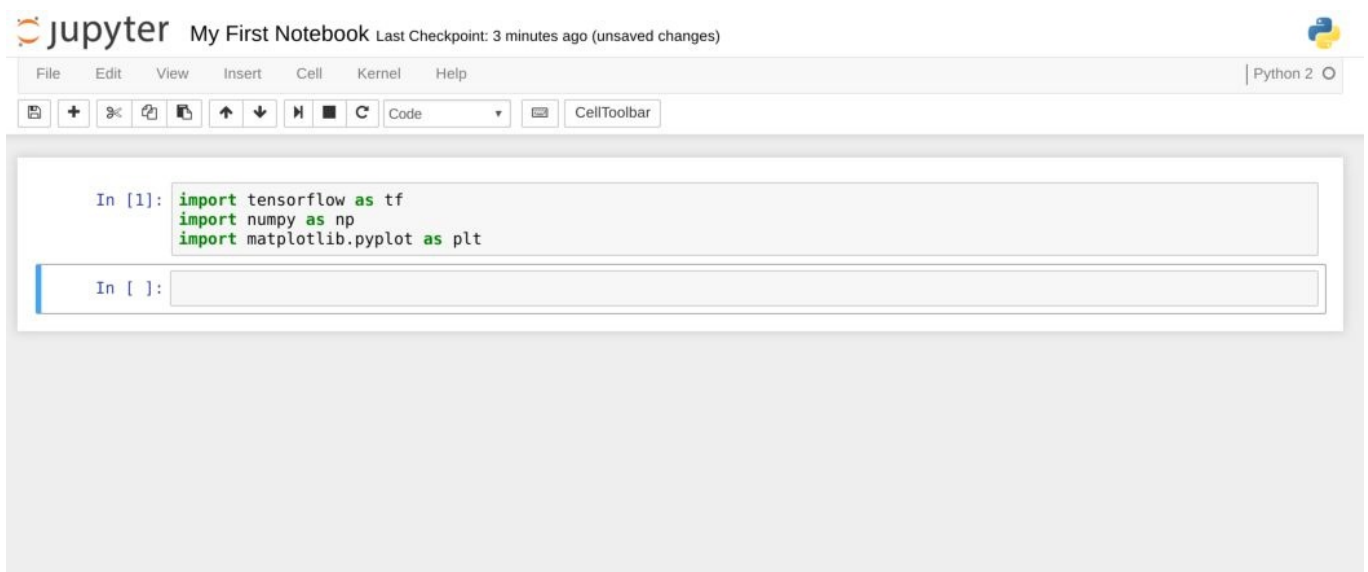 jupyter My First Notebook Last Checkpoint: 3 minutes ago (unsaved changes)
File Edit View Insert Cell Kernel Help Python 2
Code CellToolbar
In [1]: import tensorflow as tf
import numpy as np
import matplotlib.pyplot as plt
In [ ]: